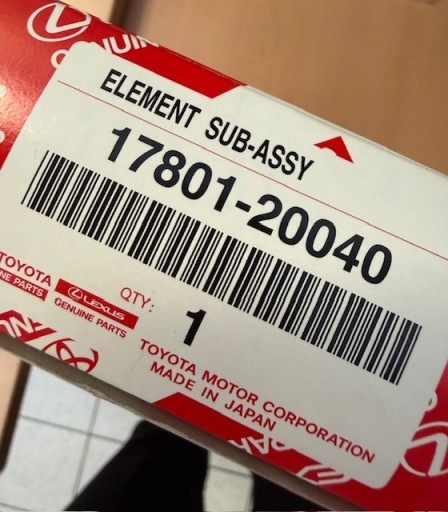 GENUINE
ELEMENT SUB-ASSY
17801-20040
TOYOTA
GENUINE PARTS
LEXUS
GENUINE PARTS
QTY:
1
TOYOTA MOTOR CORPORATION
MADE IN JAPAN